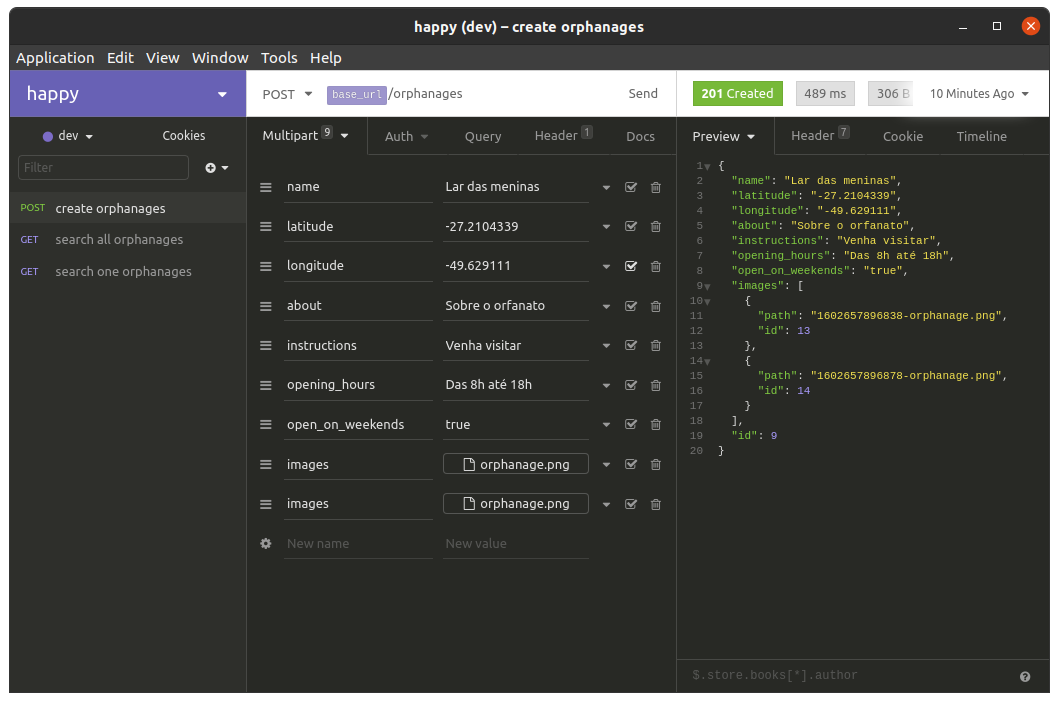 happy (dev) – create orphanages
Application Edit View Window Tools Help
happy
POST base_url/orphanages Send
201 Created 489 ms 306 B 10 Minutes Ago
dev Cookies
Filter
POST create orphanages
GET search all orphanages
GET search one orphanages
Multipart 9 Auth Query Header 1 Docs
name Lar das meninas
latitude -27.2104339
longitude -49.629111
about Sobre o orfanato
instructions Venha visitar
opening_hours Das 8h até 18h
open_on_weekends true
images orphanage.png
images orphanage.png
New name New value
Preview Header 7 Cookie Timeline
1 {
2 "name": "Lar das meninas",
3 "latitude": "-27.2104339",
4 "longitude": "-49.629111",
5 "about": "Sobre o orfanato",
6 "instructions": "Venha visitar",
7 "opening_hours": "Das 8h até 18h",
8 "open_on_weekends": "true",
9 "images": [
10 {
11 "path": "1602657896838-orphanage.png",
12 "id": 13
13 },
14 {
15 "path": "1602657896878-orphanage.png",
16 "id": 14
17 }
18 ],
19 "id": 9
20 }
$.store.books[*].author